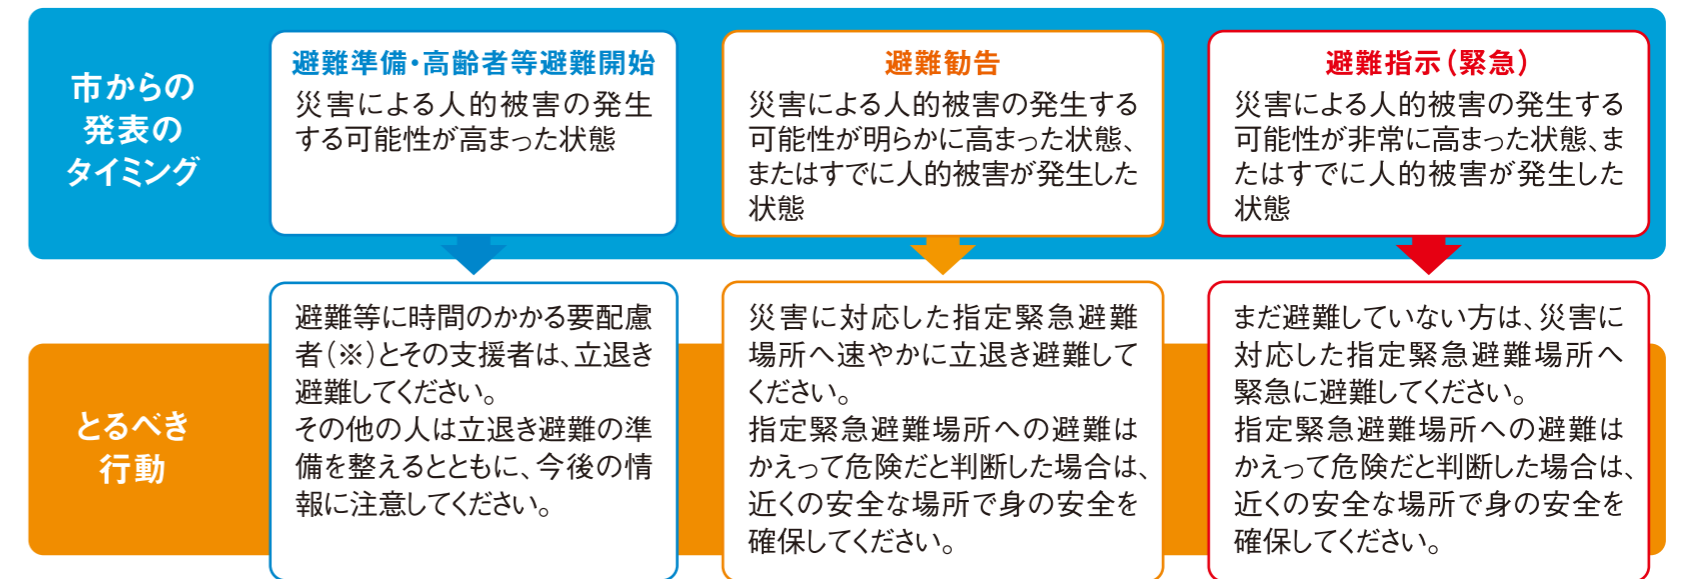 市からの
発表の
タイミング
避難準備・高齢者等避難開始
災害による人的被害の発生
する可能性が高まった状態
避難勧告
災害による人的被害の発生する
可能性が明らかに高まった状態、
またはすでに人的被害が発生した
状態
避難指示(緊急)
災害による人的被害の発生する
可能性が非常に高まった状態、ま
たはすでに人的被害が発生した
状態
とるべき
行動
避難等に時間のかかる要配慮
者(※)とその支援者は、立退き
避難してください。
その他の人は立退き避難の準
備を整えるとともに、今後の情
報に注意してください。
災害に対応した指定緊急避難
場所へ速やかに立退き避難して
ください。
指定緊急避難場所への避難は
かえって危険だと判断した場合は、
近くの安全な場所で身の安全を
確保してください。
まだ避難していない方は、災害に
対応した指定緊急避難場所へ
緊急に避難してください。
指定緊急避難場所への避難は
かえって危険だと判断した場合は、
近くの安全な場所で身の安全を
確保してください。